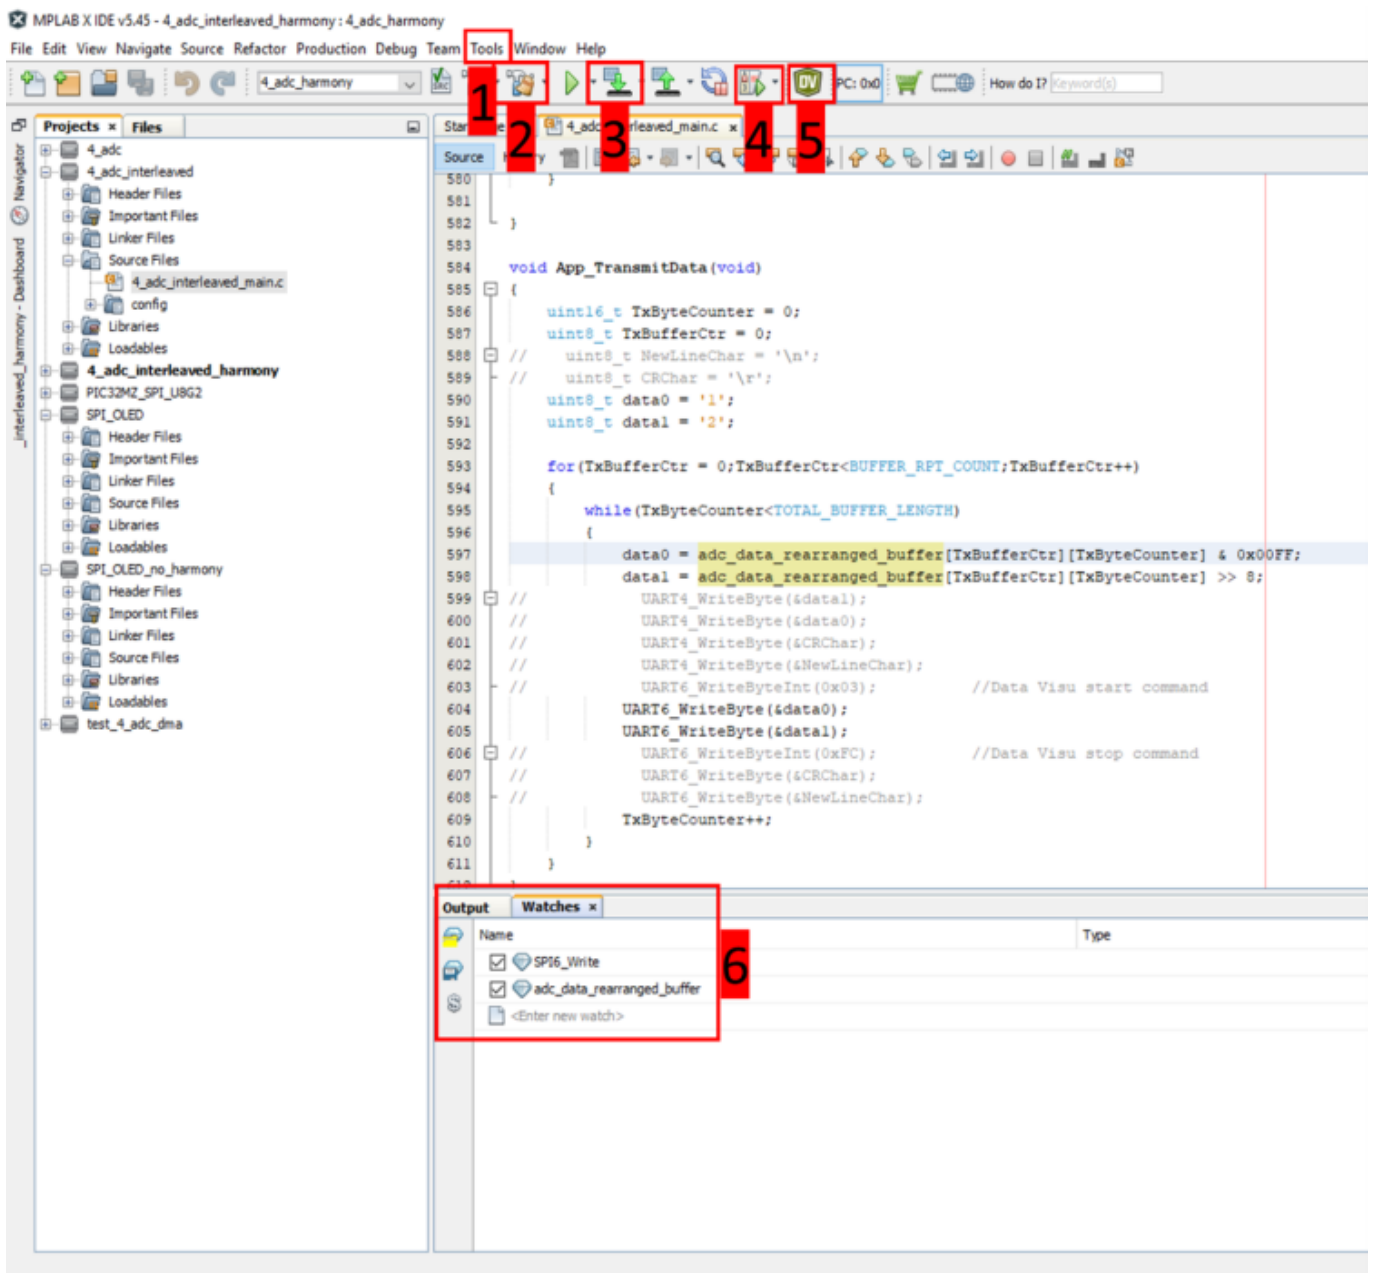 MPLAB X IDE v5.45 - 4_adc_interleaved_harmony : 4_adc_harmony
File Edit View Navigate Source Refactor Production Debug Team Tools Window Help
4_adc_harmony
PC: 0x0
How do I? Keyword(s)
1
2
3
4
5
Projects × Files
4_adc
4_adc_interleaved
Header Files
Important Files
Linker Files
Source Files
4_adc_interleaved_main.c
config
Libraries
Loadables
4_adc_interleaved_harmony
PIC32MZ_SPI_U8G2
SPI_OLED
Header Files
Important Files
Linker Files
Source Files
Libraries
Loadables
SPI_OLED_no_harmony
Header Files
Important Files
Linker Files
Source Files
Libraries
Loadables
test_4_adc_dma
Navigator
_interleaved_harmony - Dashboard
Source
580 }
581
582 }
583
584 void App_TransmitData(void)
585 {
586 uint16_t TxByteCounter = 0;
587 uint8_t TxBufferCtr = 0;
588 // uint8_t NewLineChar = '\n';
589 // uint8_t CRChar = '\r';
590 uint8_t data0 = '1';
591 uint8_t data1 = '2';
592
593 for(TxBufferCtr = 0;TxBufferCtr<BUFFER_RPT_COUNT;TxBufferCtr++)
594 {
595 while(TxByteCounter<TOTAL_BUFFER_LENGTH)
596 {
597 data0 = adc_data_rearranged_buffer[TxBufferCtr][TxByteCounter] & 0x00FF;
598 data1 = adc_data_rearranged_buffer[TxBufferCtr][TxByteCounter] >> 8;
599 // UART4_WriteByte(&data1);
600 // UART4_WriteByte(&data0);
601 // UART4_WriteByte(&CRChar);
602 // UART4_WriteByte(&NewLineChar);
603 // UART6_WriteByteInt(0x03); //Data Visu start command
604 UART6_WriteByte(&data0);
605 UART6_WriteByte(&data1);
606 // UART6_WriteByteInt(0xFC); //Data Visu stop command
607 // UART6_WriteByte(&CRChar);
608 // UART6_WriteByte(&NewLineChar);
609 TxByteCounter++;
610 }
611 }
Output Watches ×
Name Type
SPI6_Write
adc_data_rearranged_buffer
<Enter new watch>
6